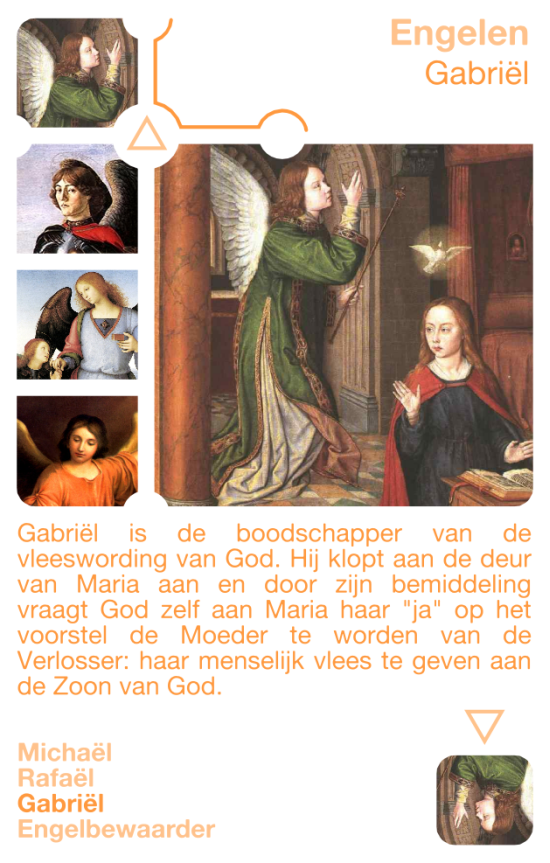 Engelen
Gabriël
Gabriël is de boodschapper van de
vleeswording van God. Hij klopt aan de deur
van Maria aan en door zijn bemiddeling
vraagt God zelf aan Maria haar "ja" op het
voorstel de Moeder te worden van de
Verlosser: haar menselijk vlees te geven aan
de Zoon van God.
Michaël
Rafaël
Gabriël
Engelbewaarder